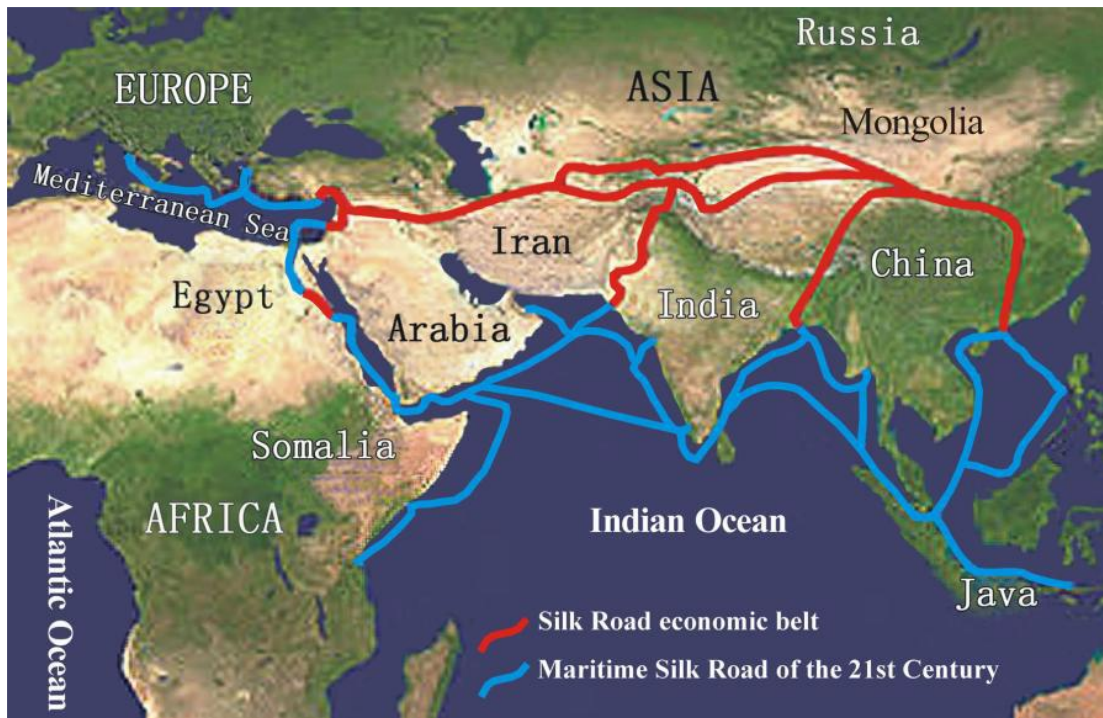 Russia
EUROPE
ASIA
Mongolia
Mediterranean Sea
Iran
China
Egypt
India
Arabia
Somalia
AFRICA
Atlantic Ocean
Indian Ocean
Java
Silk Road economic belt
Maritime Silk Road of the 21st Century